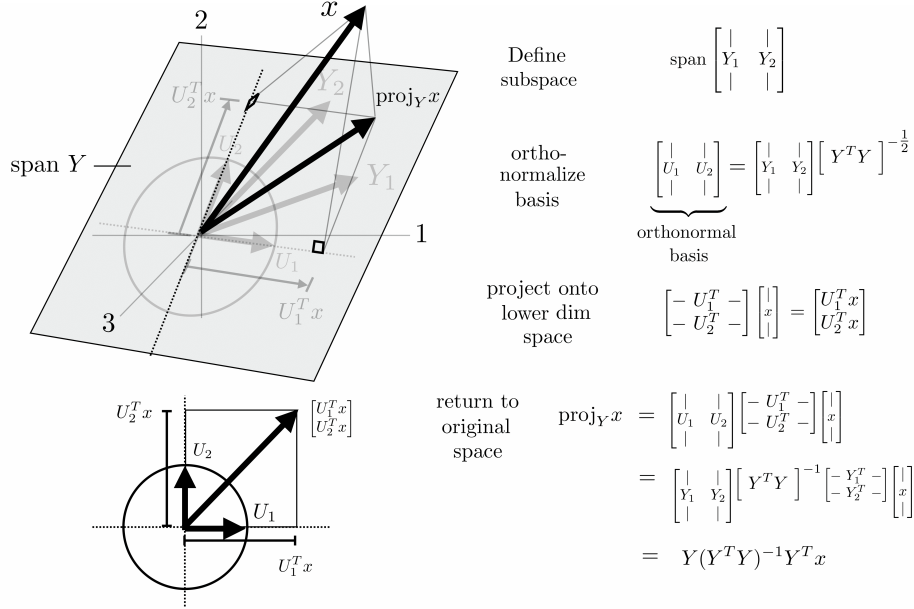 2
x
U_2^T x
Y_2
proj_Y x
U_2
span Y
Y_1
1
U_1
U_1^T x
3
Define
subspace
span [ | | ; Y_1 Y_2 ; | | ]
ortho-
normalize
basis
[ | | ; U_1 U_2 ; | | ] = [ | | ; Y_1 Y_2 ; | | ] [ Y^T Y ]^{-1/2}
orthonormal
basis
project onto
lower dim
space
[ − U_1^T − ; − U_2^T − ] [ | ; x ; | ] = [ U_1^T x ; U_2^T x ]
U_2^T x
[ U_1^T x ; U_2^T x ]
U_2
U_1
U_1^T x
return to
original
space
proj_Y x = [ | | ; U_1 U_2 ; | | ] [ − U_1^T − ; − U_2^T − ] [ | ; x ; | ]
= [ | | ; Y_1 Y_2 ; | | ] [ Y^T Y ]^{-1} [ − Y_1^T − ; − Y_2^T − ] [ | ; x ; | ]
= Y(Y^T Y)^{-1} Y^T x